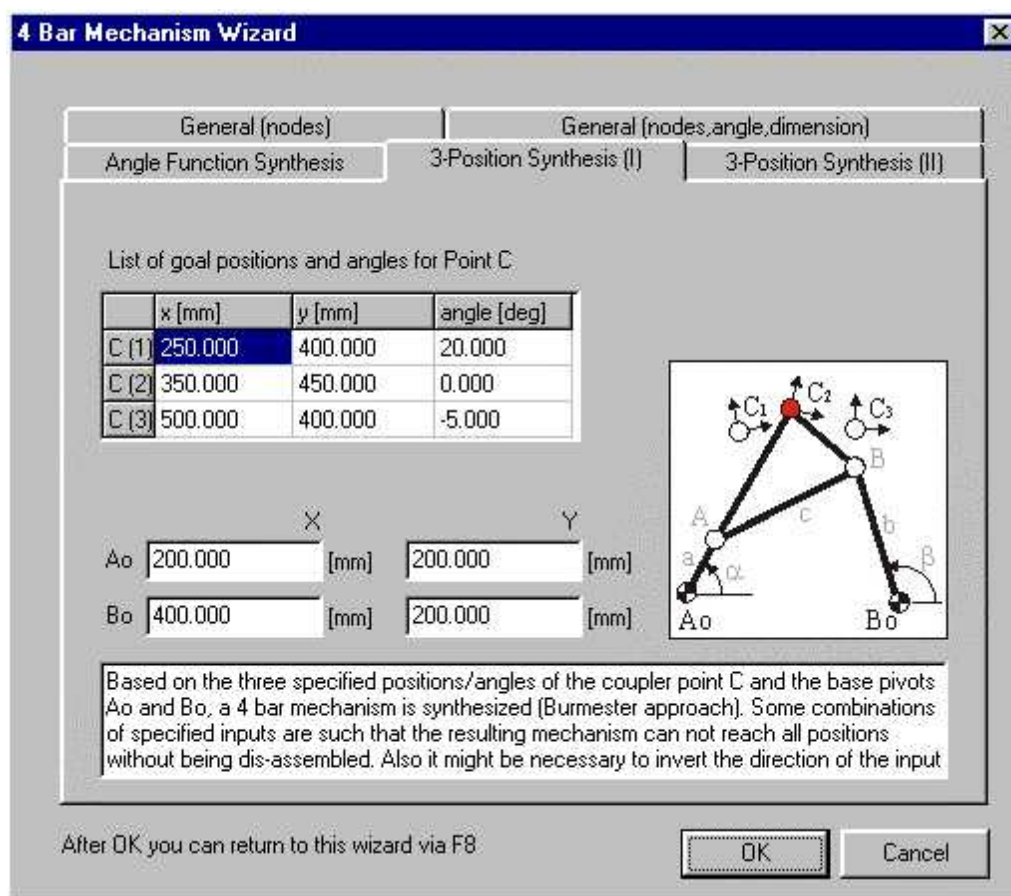 4 Bar Mechanism Wizard
General (nodes)
General (nodes,angle,dimension)
Angle Function Synthesis
3-Position Synthesis (I)
3-Position Synthesis (II)
List of goal positions and angles for Point C
x [mm] y [mm] angle [deg]
C (1) 250.000 400.000 20.000
C (2) 350.000 450.000 0.000
C (3) 500.000 400.000 -5.000
X Y
Ao 200.000 [mm] 200.000 [mm]
Bo 400.000 [mm] 200.000 [mm]
C1 C2 C3
B
A
c
b
a
α
β
Ao Bo
Based on the three specified positions/angles of the coupler point C and the base pivots
Ao and Bo, a 4 bar mechanism is synthesized (Burmester approach). Some combinations
of specified inputs are such that the resulting mechanism can not reach all positions
without being dis-assembled. Also it might be necessary to invert the direction of the input
After OK you can return to this wizard via F8
OK
Cancel